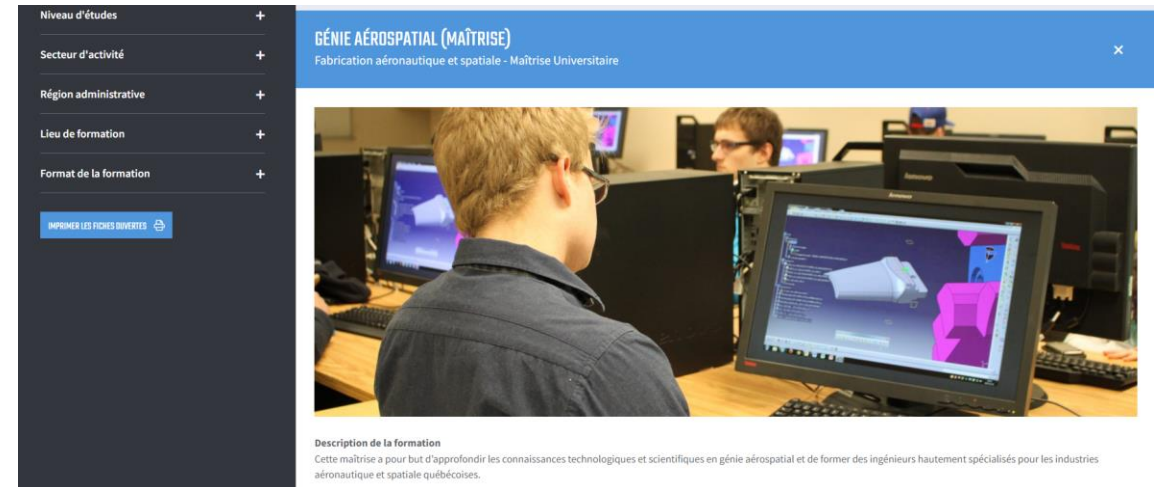 Niveau d'études +
Secteur d'activité +
Région administrative +
Lieu de formation +
Format de la formation +
IMPRIMER LES FICHES OUVERTES
GÉNIE AÉROSPATIAL (MAÎTRISE)
Fabrication aéronautique et spatiale - Maîtrise Universitaire
×
lenovo
Description de la formation
Cette maîtrise a pour but d'approfondir les connaissances technologiques et scientifiques en génie aérospatial et de former des ingénieurs hautement spécialisés pour les industries
aéronautique et spatiale québécoises.